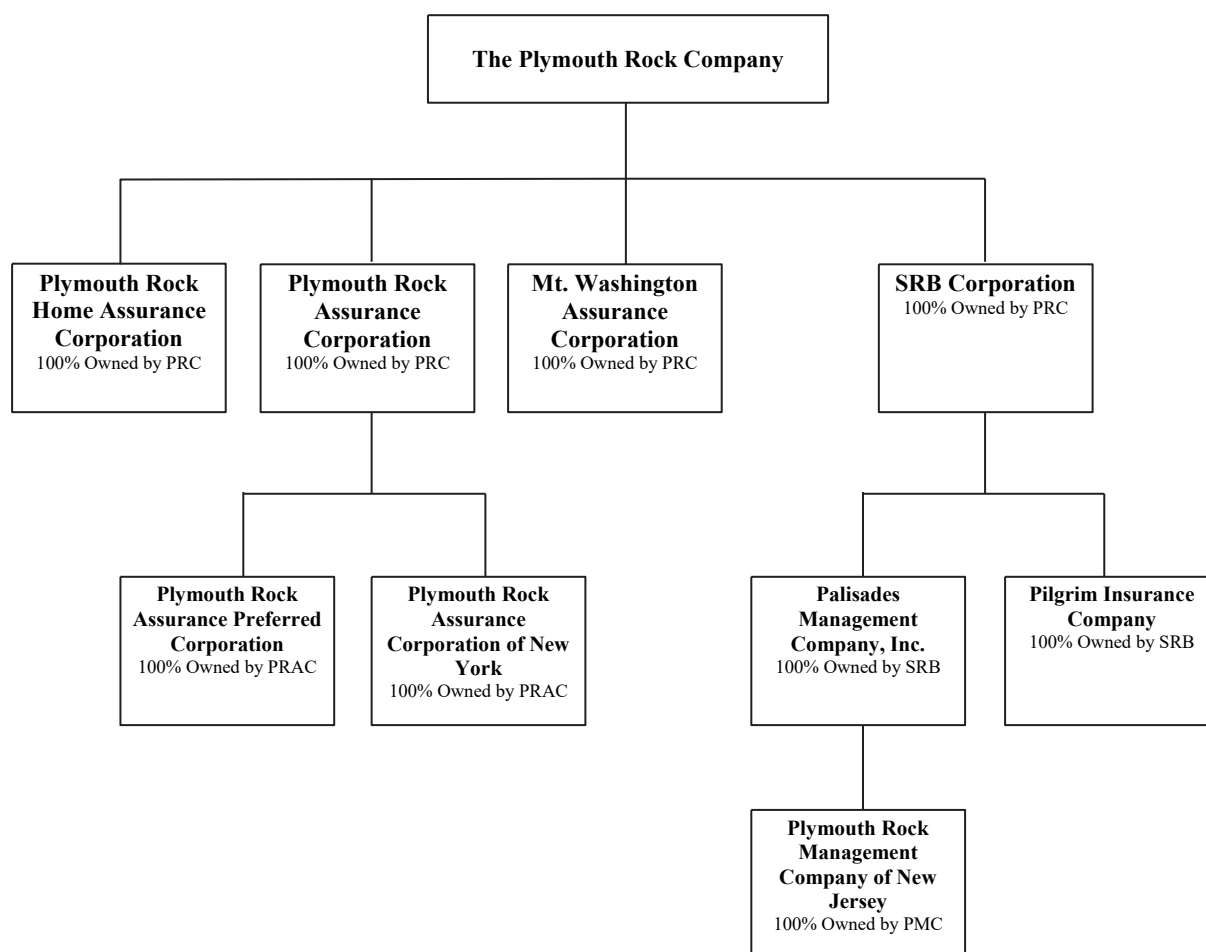 The Plymouth Rock Company
Plymouth Rock
Home Assurance
Corporation
100% Owned by PRC
Plymouth Rock
Assurance
Corporation
100% Owned by PRC
Mt. Washington
Assurance
Corporation
100% Owned by PRC
SRB Corporation
100% Owned by PRC
Plymouth Rock
Assurance Preferred
Corporation
100% Owned by PRAC
Plymouth Rock
Assurance
Corporation of New
York
100% Owned by PRAC
Palisades
Management
Company, Inc.
100% Owned by SRB
Pilgrim Insurance
Company
100% Owned by SRB
Plymouth Rock
Management
Company of New
Jersey
100% Owned by PMC